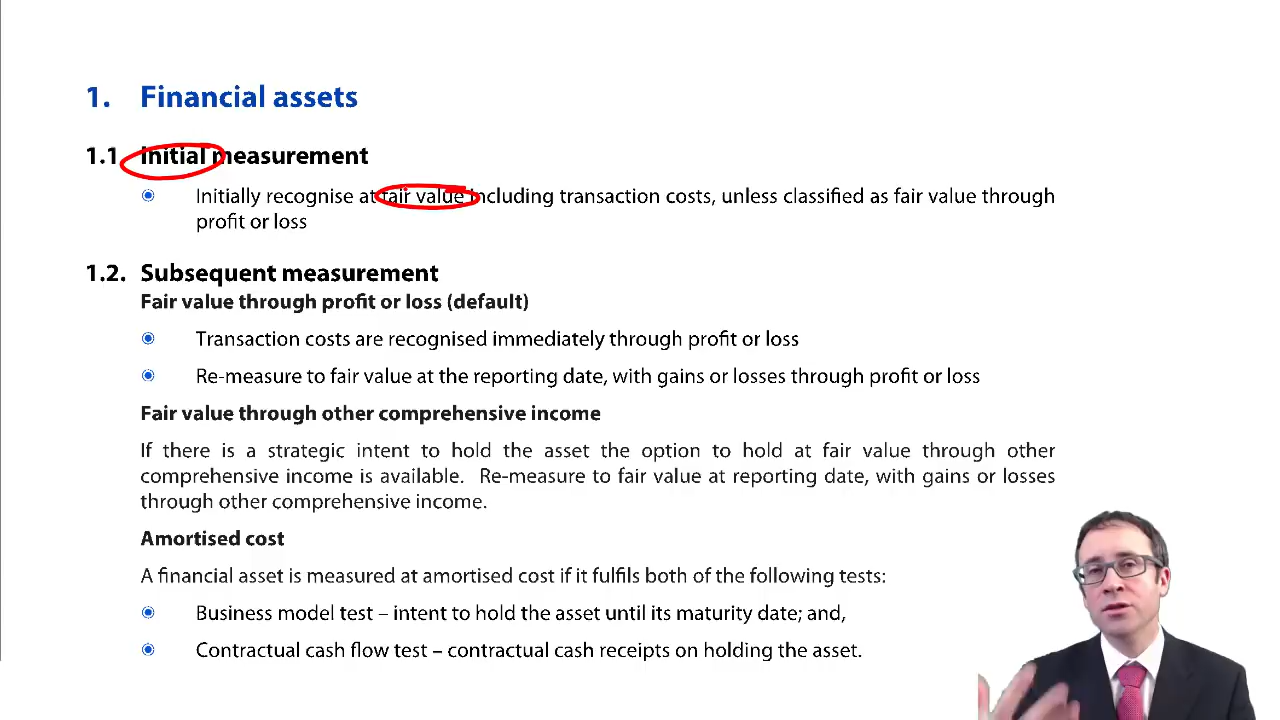 1. Financial assets
1.1 Initial measurement
Initially recognise at fair value including transaction costs, unless classified as fair value through
profit or loss
1.2. Subsequent measurement
Fair value through profit or loss (default)
Transaction costs are recognised immediately through profit or loss
Re-measure to fair value at the reporting date, with gains or losses through profit or loss
Fair value through other comprehensive income
If there is a strategic intent to hold the asset the option to hold at fair value through other
comprehensive income is available. Re-measure to fair value at reporting date, with gains or losses
through other comprehensive income.
Amortised cost
A financial asset is measured at amortised cost if it fulfils both of the following tests:
Business model test – intent to hold the asset until its maturity date; and,
Contractual cash flow test – contractual cash receipts on holding the asset.